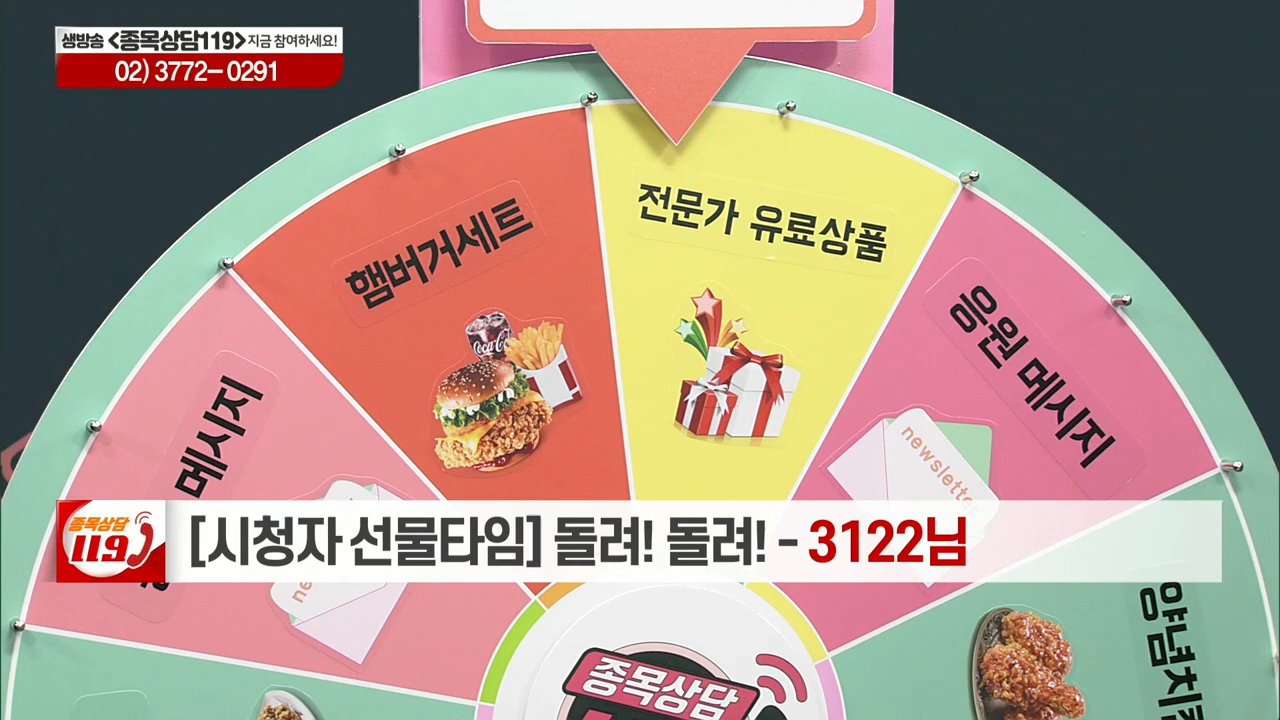 생방송 <종목상담119> 지금 참여하세요!
02) 3772-0291
햄버거세트
전문가 유료상품
응원 메시지
메시지
Coca-Cola
newsletter
종목상담
119
[시청자 선물타임] 돌려! 돌려! - 3122님
종목상담